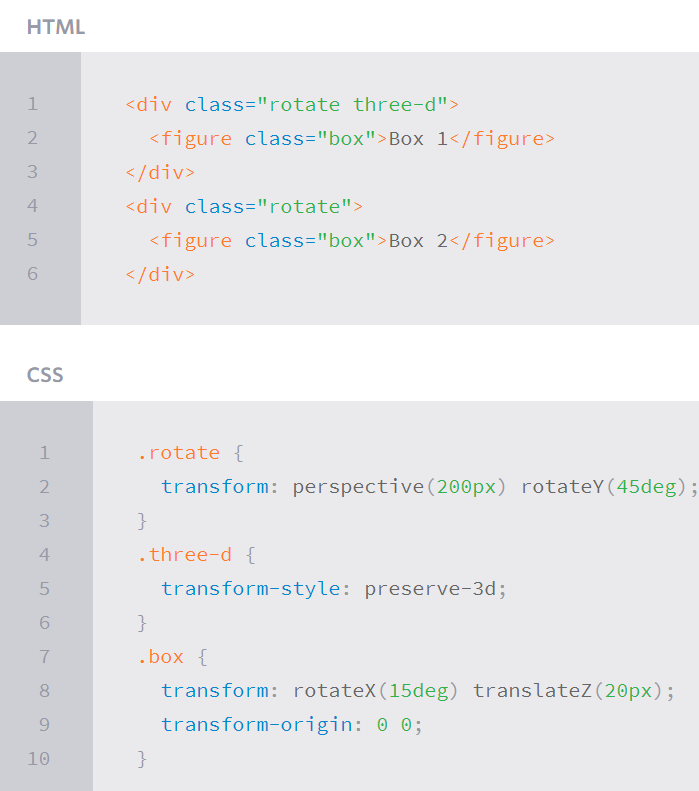 HTML
1 <div class="rotate three-d">
2   <figure class="box">Box 1</figure>
3 </div>
4 <div class="rotate">
5   <figure class="box">Box 2</figure>
6 </div>
CSS
1 .rotate {
2   transform: perspective(200px) rotateY(45deg);
3 }
4 .three-d {
5   transform-style: preserve-3d;
6 }
7 .box {
8   transform: rotateX(15deg) translateZ(20px);
9   transform-origin: 0 0;
10 }